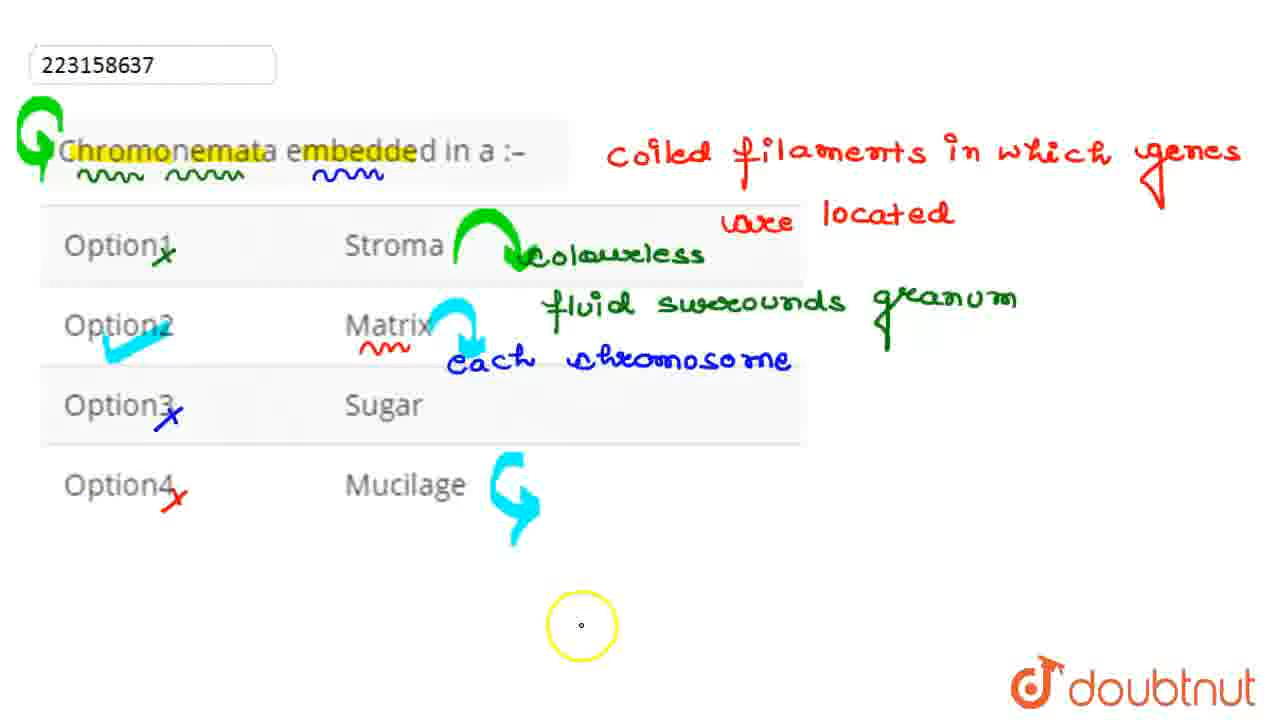 223158637
Chromonemata embedded in a :–
coiled filaments in which genes
are located
Option1 Stroma
colourless
fluid surrounds granum
Option2 Matrix
each chromosome
Option3 Sugar
Option4 Mucilage
doubtnut